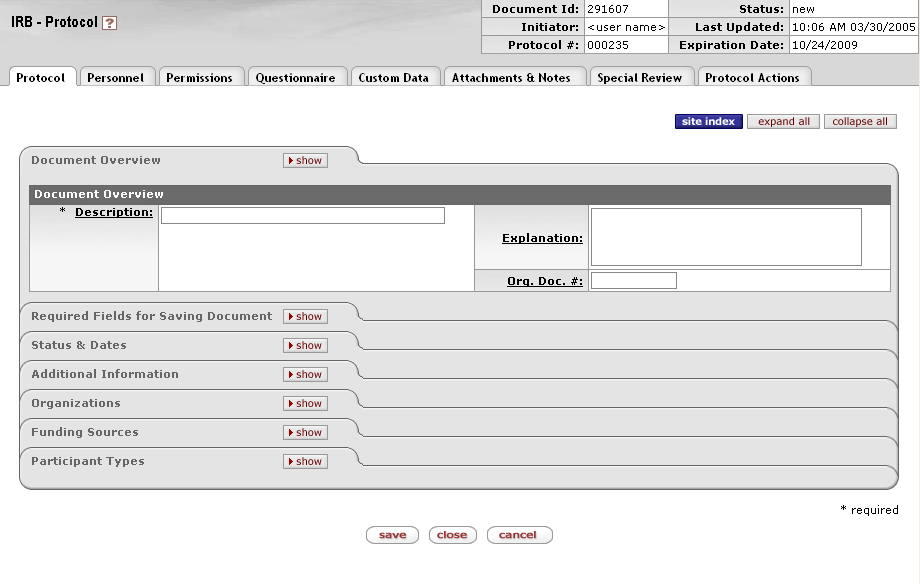 IRB - Protocol ?
Document Id: 291607 Status: new
Initiator: <user name> Last Updated: 10:06 AM 03/30/2005
Protocol #: 000235 Expiration Date: 10/24/2009
Protocol Personnel Permissions Questionnaire Custom Data Attachments & Notes Special Review Protocol Actions
site index expand all collapse all
Document Overview show
Document Overview
* Description:
Explanation:
Org. Doc. #:
Required Fields for Saving Document show
Status & Dates show
Additional Information show
Organizations show
Funding Sources show
Participant Types show
* required
save close cancel